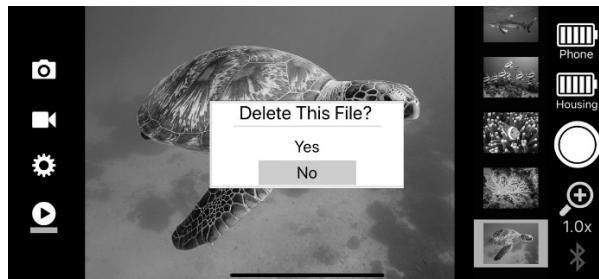 Delete This File?
Yes
No
Phone
Housing
1.0x